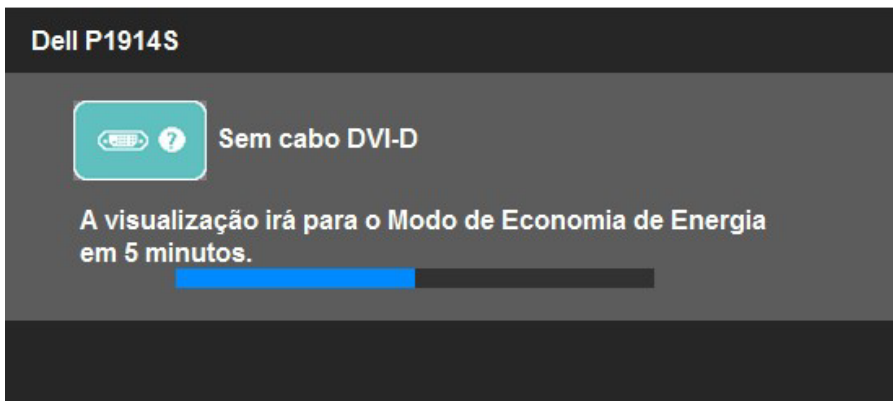 Dell P1914S
? Sem cabo DVI-D
A visualização irá para o Modo de Economia de Energia
em 5 minutos.